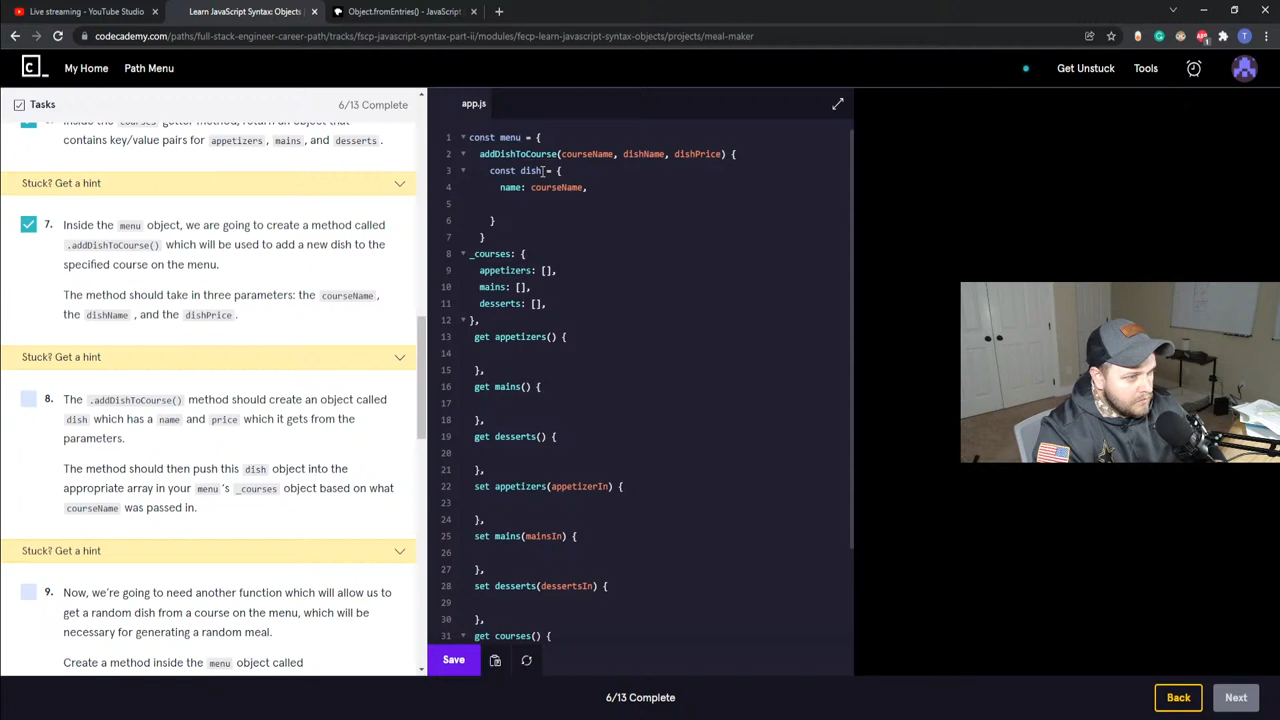 Live streaming - YouTube Studio
Learn JavaScript Syntax: Objects
Object.fromEntries() - JavaScript
codecademy.com/paths/full-stack-engineer-career-path/tracks/fscp-javascript-syntax-part-ii/modules/fecp-learn-javascript-syntax-objects/projects/meal-maker
My Home
Path Menu
Get Unstuck
Tools
Tasks
6/13 Complete
Inside the courses getter method, return an object that
contains key/value pairs for appetizers, mains, and desserts.
Stuck? Get a hint
7. Inside the menu object, we are going to create a method called
.addDishToCourse() which will be used to add a new dish to the
specified course on the menu.
The method should take in three parameters: the courseName,
the dishName, and the dishPrice.
Stuck? Get a hint
8. The .addDishToCourse() method should create an object called
dish which has a name and price which it gets from the
parameters.
The method should then push this dish object into the
appropriate array in your menu's _courses object based on what
courseName was passed in.
Stuck? Get a hint
9. Now, we're going to need another function which will allow us to
get a random dish from a course on the menu, which will be
necessary for generating a random meal.
Create a method inside the menu object called
app.js
1 const menu = {
2 addDishToCourse(courseName, dishName, dishPrice) {
3 const dish = {
4 name: courseName,
5
6 }
7 }
8 _courses: {
9 appetizers: [],
10 mains: [],
11 desserts: [],
12 },
13 get appetizers() {
14
15 },
16 get mains() {
17
18 },
19 get desserts() {
20
21 },
22 set appetizers(appetizerIn) {
23
24 },
25 set mains(mainsIn) {
26
27 },
28 set desserts(dessertsIn) {
29
30 },
31 get courses() {
Save
6/13 Complete
Back
Next